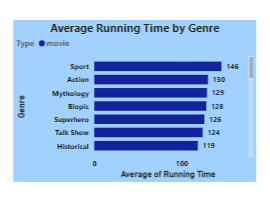 Average Running Time by Genre
Type movie
Genre
Sport 146
Action 130
Mythology 129
Biopic 128
Superhero 126
Talk Show 124
Historical 119
0 100
Average of Running Time